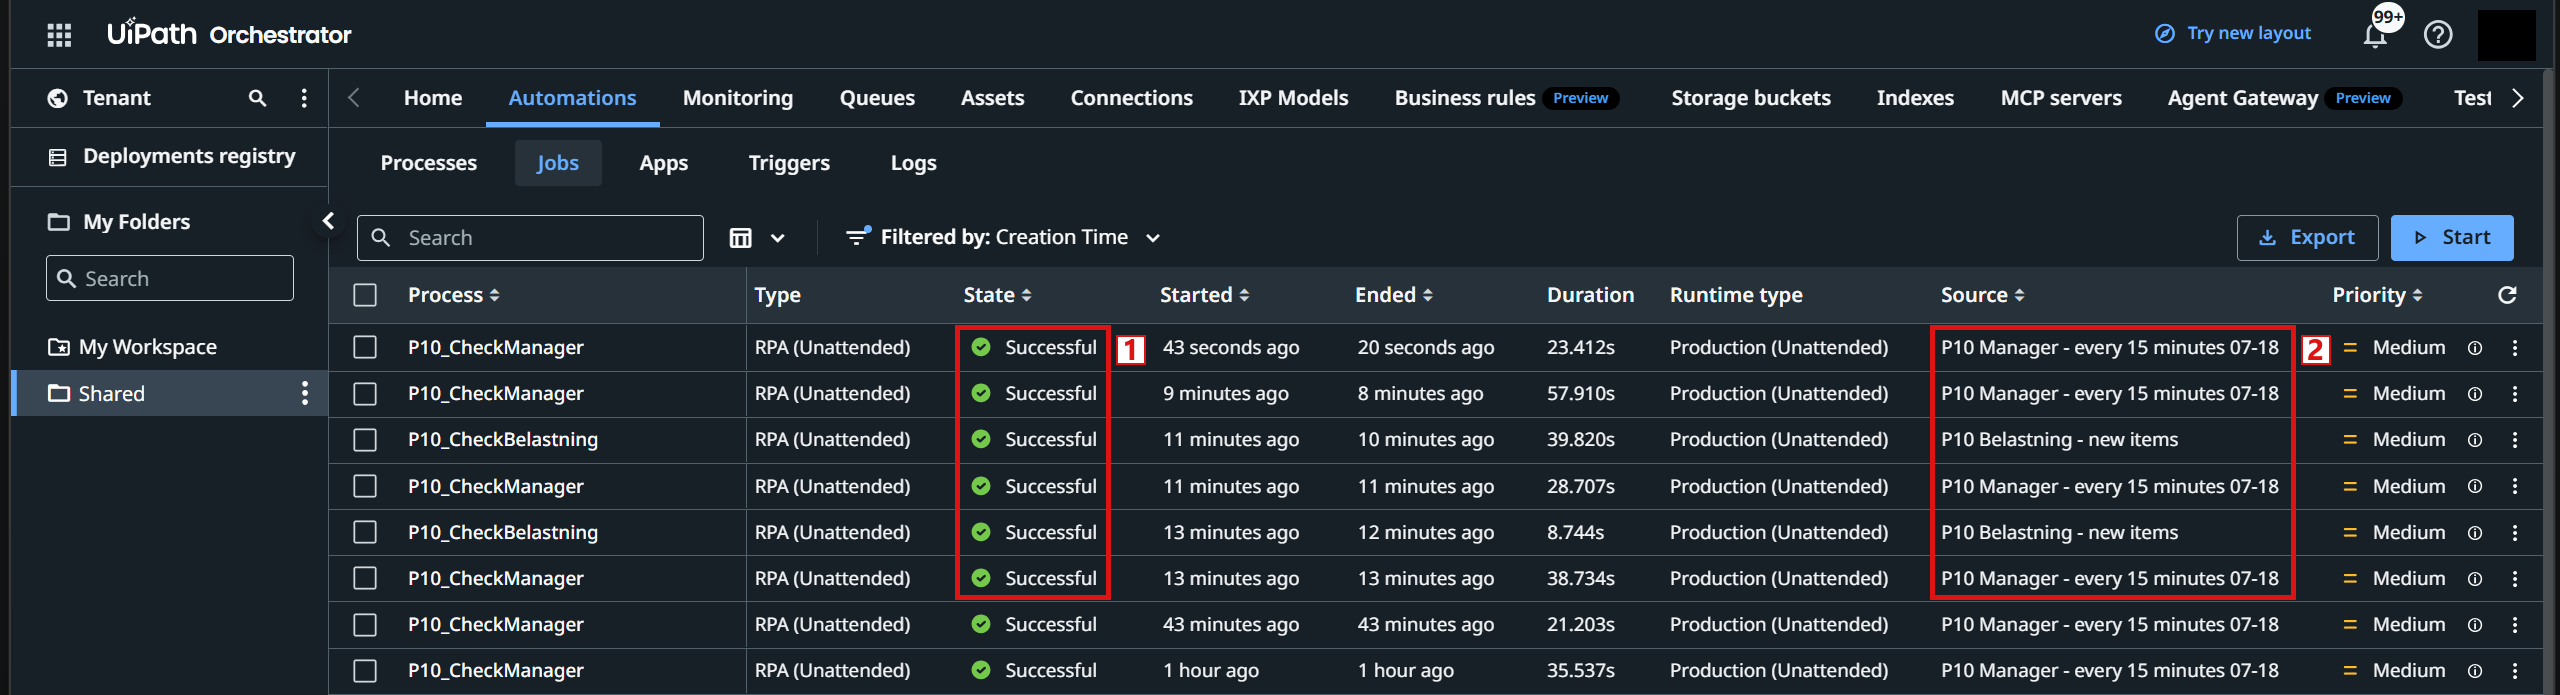 UiPath Orchestrator
Try new layout
99+
Tenant
Home Automations Monitoring Queues Assets Connections IXP Models Business rules Preview Storage buckets Indexes MCP servers Agent Gateway Preview Test
Deployments registry
Processes Jobs Apps Triggers Logs
My Folders
Search
Filtered by: Creation Time
Export
Start
Search
My Workspace
Shared
Process Type State Started Ended Duration Runtime type Source Priority
P10_CheckManager RPA (Unattended) Successful 1 43 seconds ago 20 seconds ago 23.412s Production (Unattended) P10 Manager - every 15 minutes 07-18 2 Medium
P10_CheckManager RPA (Unattended) Successful 9 minutes ago 8 minutes ago 57.910s Production (Unattended) P10 Manager - every 15 minutes 07-18 Medium
P10_CheckBelastning RPA (Unattended) Successful 11 minutes ago 10 minutes ago 39.820s Production (Unattended) P10 Belastning - new items Medium
P10_CheckManager RPA (Unattended) Successful 11 minutes ago 11 minutes ago 28.707s Production (Unattended) P10 Manager - every 15 minutes 07-18 Medium
P10_CheckBelastning RPA (Unattended) Successful 13 minutes ago 12 minutes ago 8.744s Production (Unattended) P10 Belastning - new items Medium
P10_CheckManager RPA (Unattended) Successful 13 minutes ago 13 minutes ago 38.734s Production (Unattended) P10 Manager - every 15 minutes 07-18 Medium
P10_CheckManager RPA (Unattended) Successful 43 minutes ago 43 minutes ago 21.203s Production (Unattended) P10 Manager - every 15 minutes 07-18 Medium
P10_CheckManager RPA (Unattended) Successful 1 hour ago 1 hour ago 35.537s Production (Unattended) P10 Manager - every 15 minutes 07-18 Medium